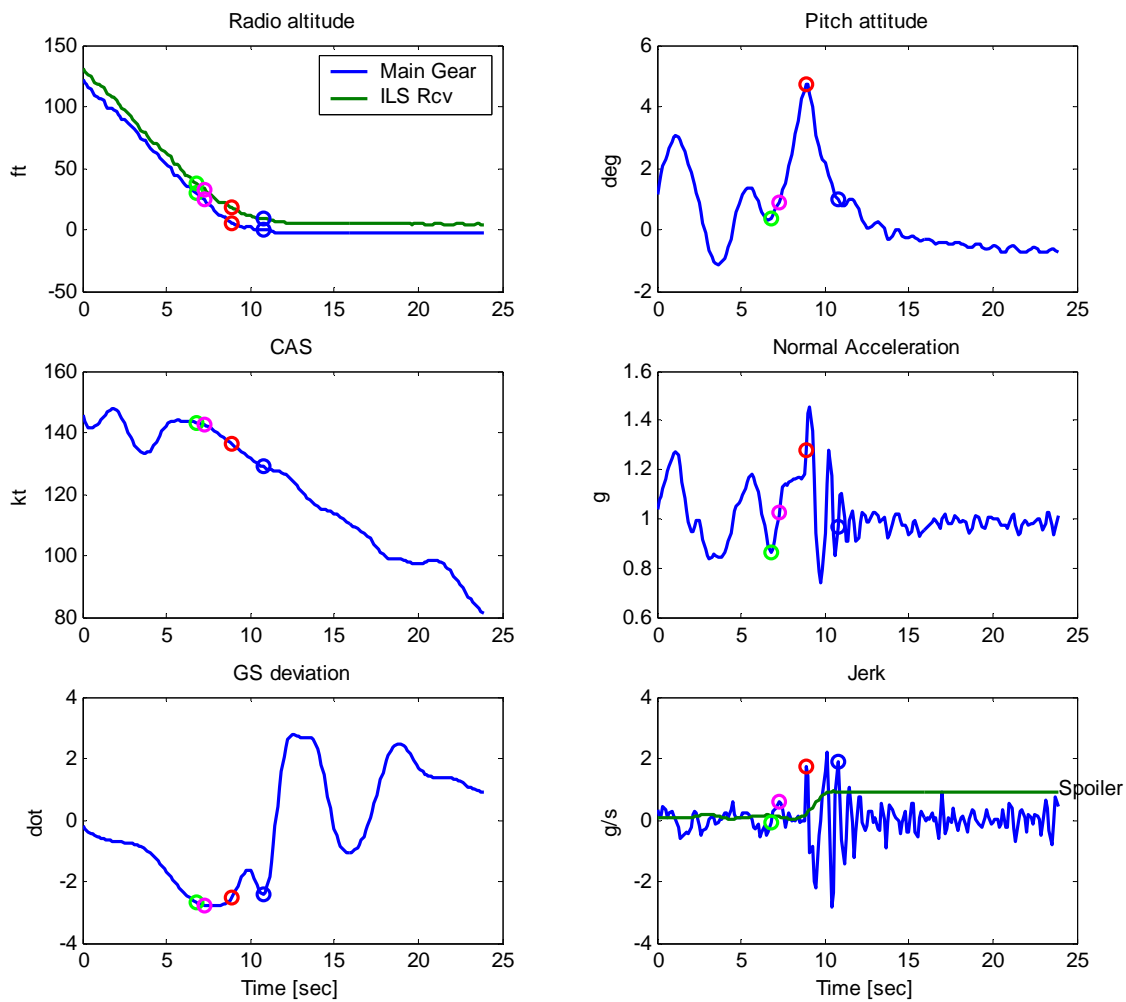 Radio altitude
150
100
50
0
-50
ft
Main Gear
ILS Rcv
0 5 10 15 20 25
Pitch attitude
6
4
2
0
-2
deg
0 5 10 15 20 25
CAS
160
140
120
100
80
kt
0 5 10 15 20 25
Normal Acceleration
1.6
1.4
1.2
1
0.8
0.6
g
0 5 10 15 20 25
GS deviation
4
2
0
-2
-4
dot
0 5 10 15 20 25
Time [sec]
Jerk
4
2
0
-2
-4
g/s
Spoiler
0 5 10 15 20 25
Time [sec]